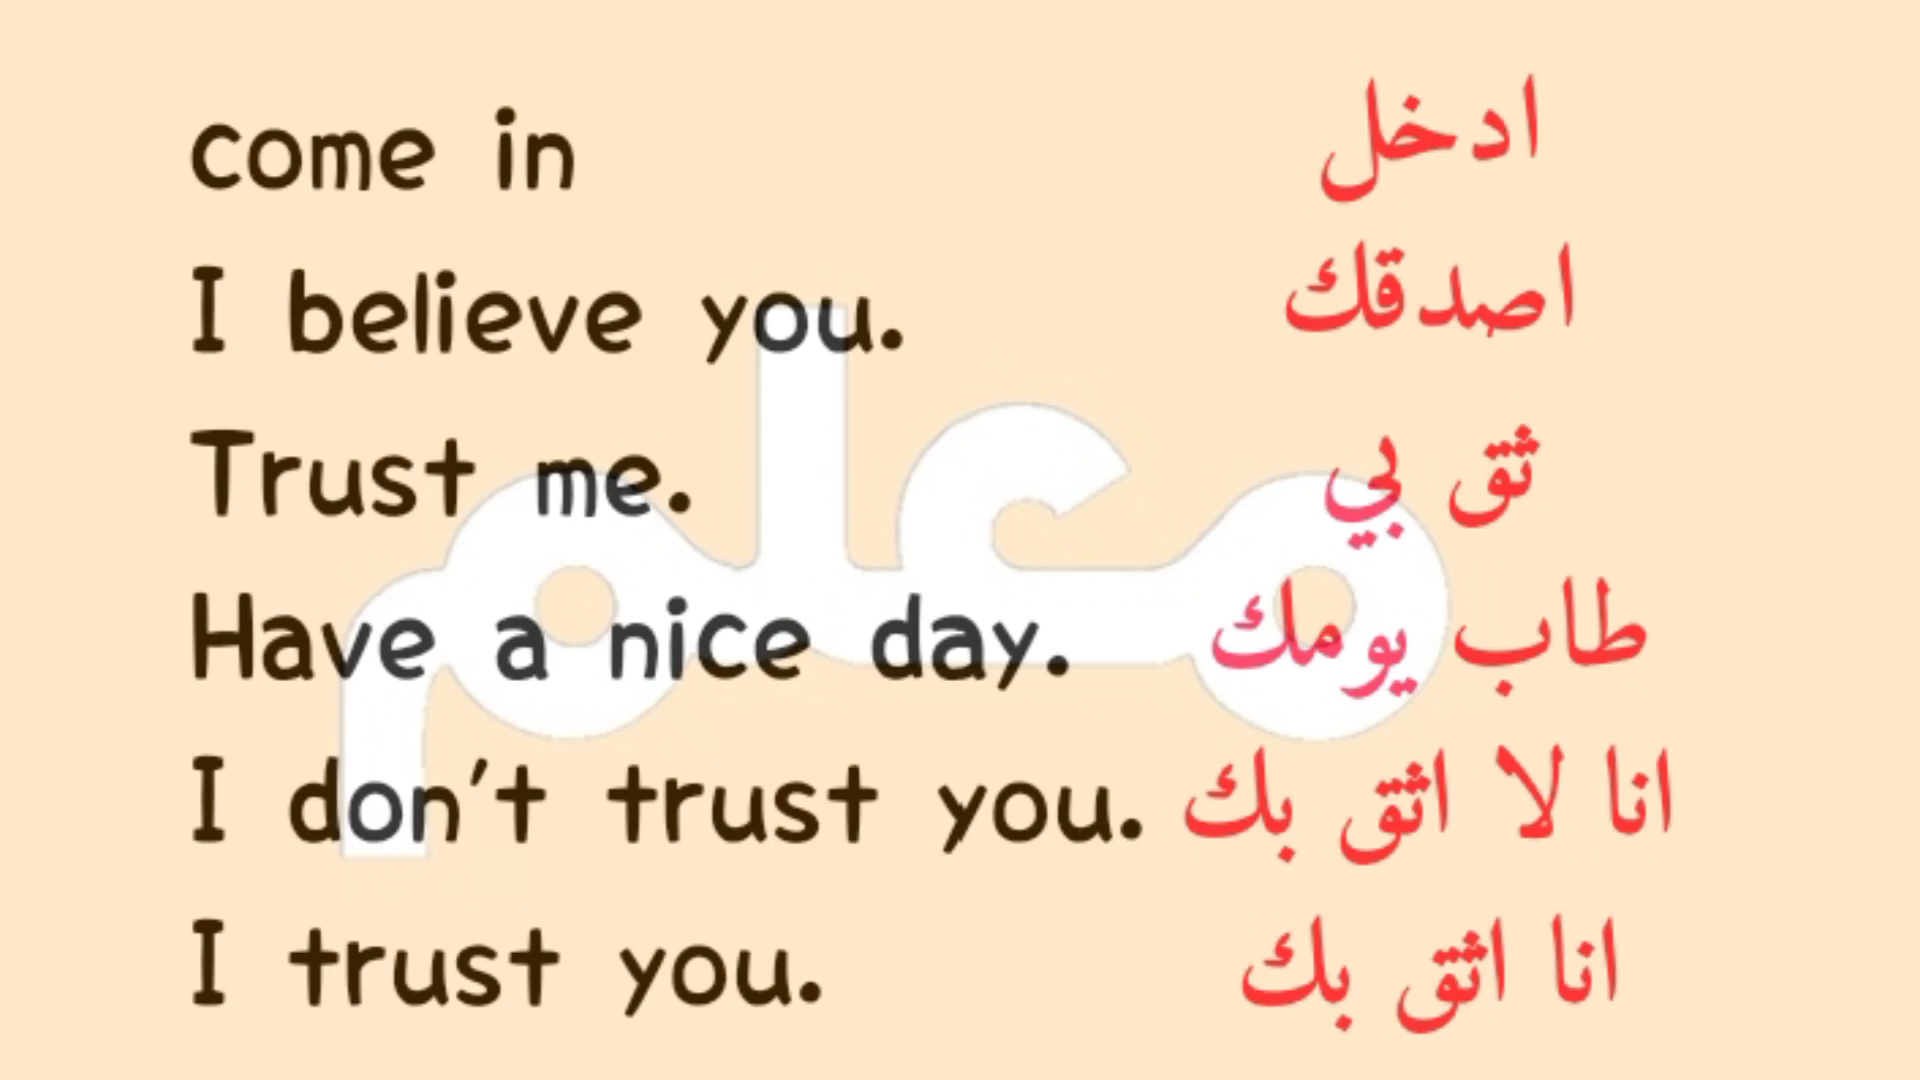 come in ادخل
I believe you. اصدقك
Trust me. ثق بي
Have a nice day. طاب يومك
I don't trust you. انا لا اثق بك
I trust you. انا اثق بك
معلم